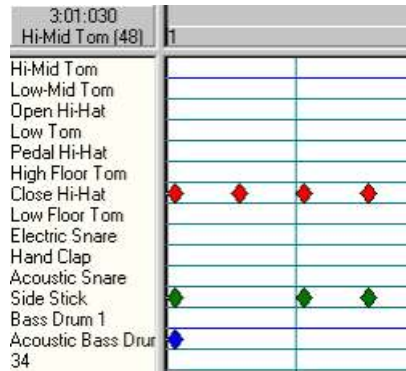 3:01:030
Hi-Mid Tom (48)
1
Hi-Mid Tom
Low-Mid Tom
Open Hi-Hat
Low Tom
Pedal Hi-Hat
High Floor Tom
Close Hi-Hat
Low Floor Tom
Electric Snare
Hand Clap
Acoustic Snare
Side Stick
Bass Drum 1
Acoustic Bass Drur
34